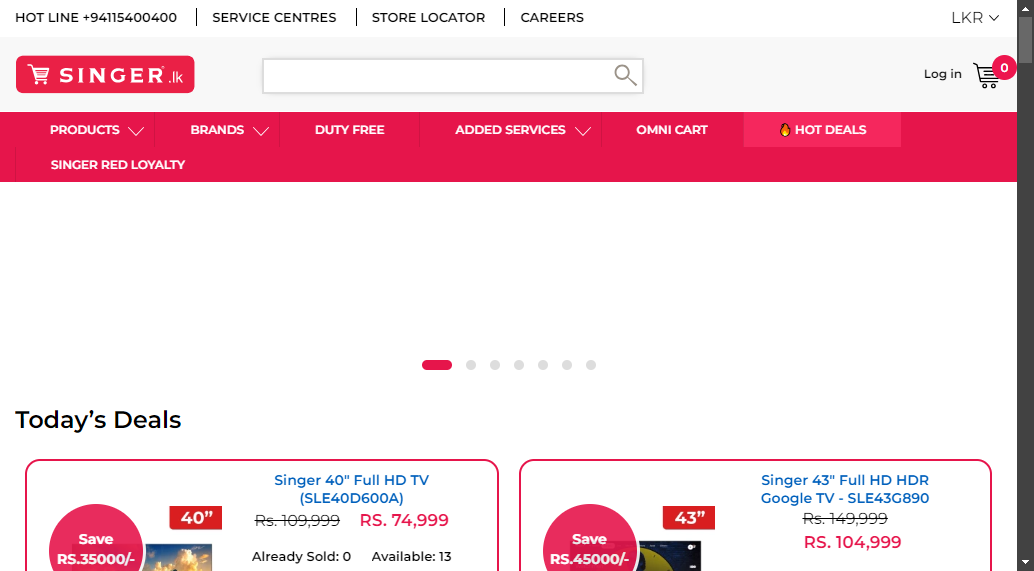 HOT LINE +94115400400
SERVICE CENTRES
STORE LOCATOR
CAREERS
LKR
SINGER.lk
Log in
0
PRODUCTS
BRANDS
DUTY FREE
ADDED SERVICES
OMNI CART
HOT DEALS
SINGER RED LOYALTY
Today’s Deals
Singer 40" Full HD TV
(SLE40D600A)
Rs. 109,999 RS. 74,999
Already Sold: 0 Available: 13
40”
Save
RS.35000/-
Singer 43" Full HD HDR
Google TV - SLE43G890
Rs. 149,999
RS. 104,999
43”
Save
RS.45000/-